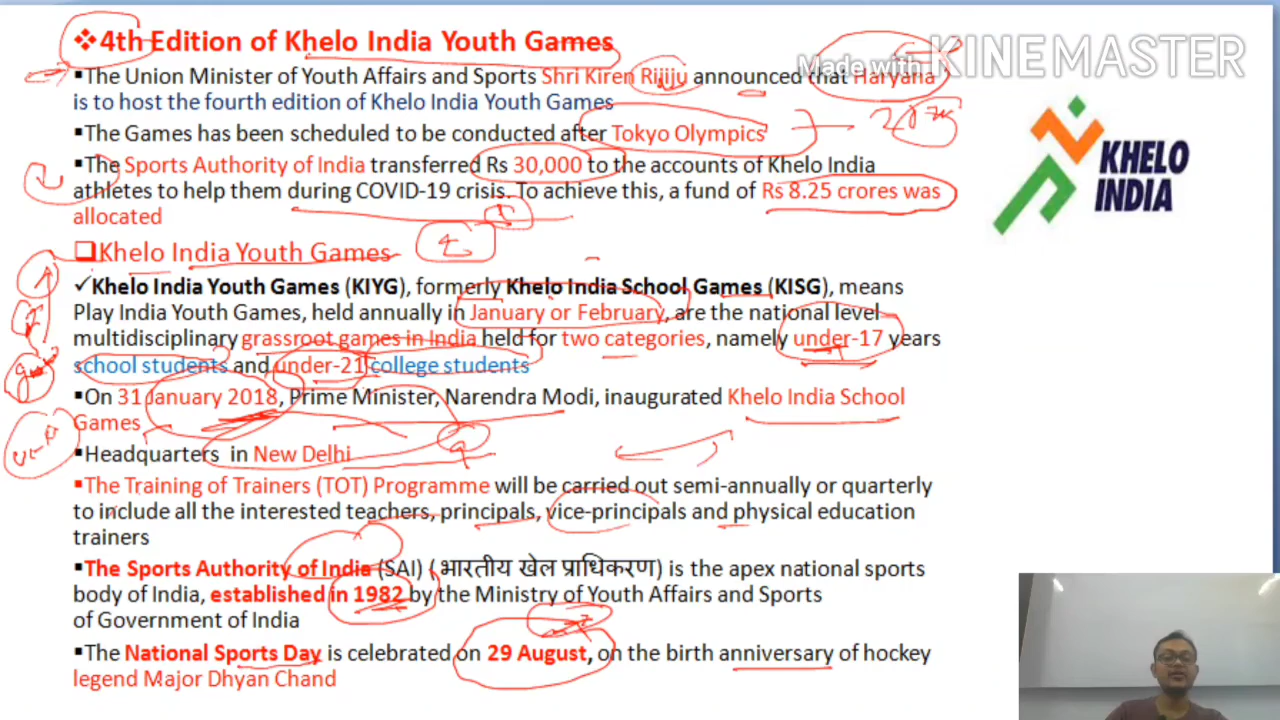 ❖4th Edition of Khelo India Youth Games
▪The Union Minister of Youth Affairs and Sports Shri Kiren Rijiju announced that Haryana
Made with KINEMASTER
is to host the fourth edition of Khelo India Youth Games
▪The Games has been scheduled to be conducted after Tokyo Olympics
▪The Sports Authority of India transferred Rs 30,000 to the accounts of Khelo India
athletes to help them during COVID-19 crisis. To achieve this, a fund of Rs 8.25 crores was
allocated
KHELO
INDIA
❑Khelo India Youth Games
✓Khelo India Youth Games (KIYG), formerly Khelo India School Games (KISG), means
Play India Youth Games, held annually in January or February, are the national level
multidisciplinary grassroot games in India held for two categories, namely under-17 years
school students and under-21 college students
▪On 31 January 2018, Prime Minister, Narendra Modi, inaugurated Khelo India School
Games
▪Headquarters in New Delhi
▪The Training of Trainers (TOT) Programme will be carried out semi-annually or quarterly
to include all the interested teachers, principals, vice-principals and physical education
trainers
▪The Sports Authority of India (SAI) (भारतीय खेल प्राधिकरण) is the apex national sports
body of India, established in 1982 by the Ministry of Youth Affairs and Sports
of Government of India
▪The National Sports Day is celebrated on 29 August, on the birth anniversary of hockey
legend Major Dhyan Chand